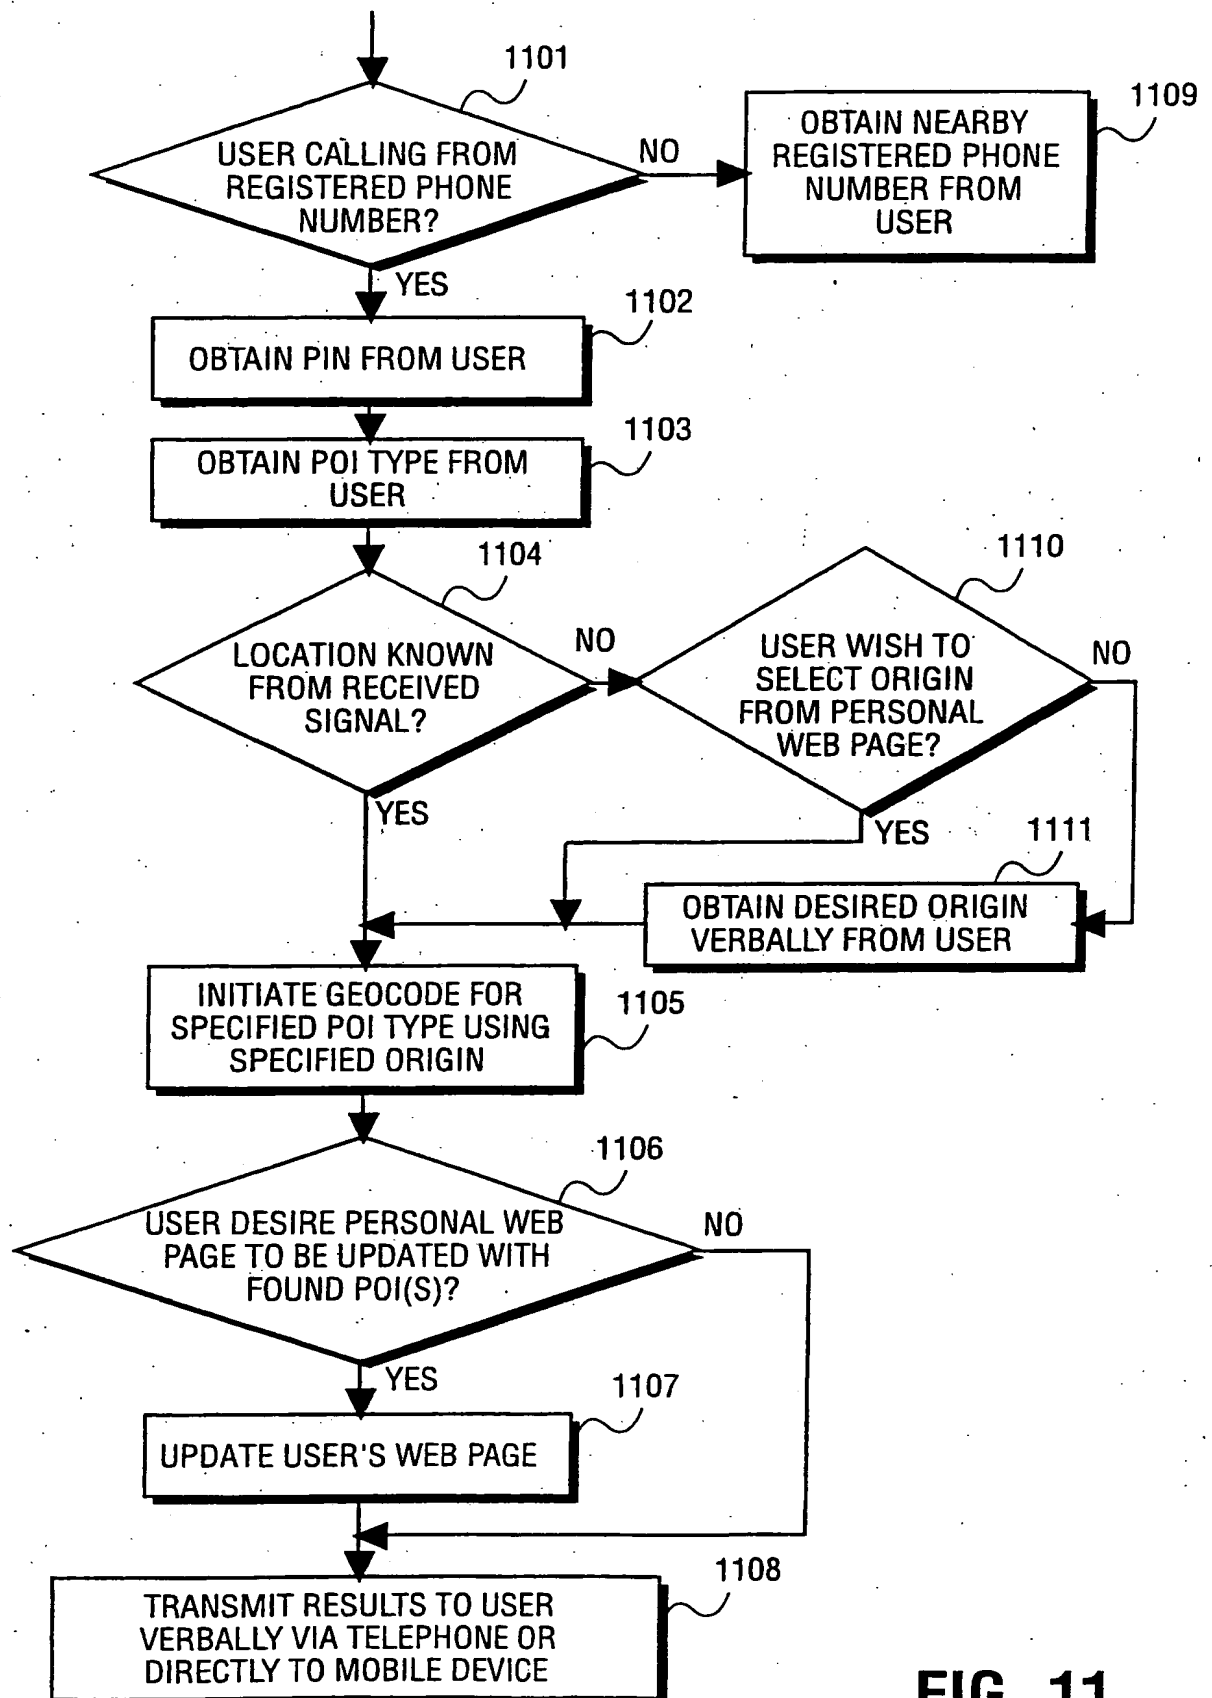 1101
USER CALLING FROM
REGISTERED PHONE
NUMBER?
NO
1109
OBTAIN NEARBY
REGISTERED PHONE
NUMBER FROM
USER
YES
1102
OBTAIN PIN FROM USER
1103
OBTAIN POI TYPE FROM
USER
1104
LOCATION KNOWN
FROM RECEIVED
SIGNAL?
NO
1110
USER WISH TO
SELECT ORIGIN
FROM PERSONAL
WEB PAGE?
NO
YES
YES
1111
OBTAIN DESIRED ORIGIN
VERBALLY FROM USER
INITIATE GEOCODE FOR
SPECIFIED POI TYPE USING
SPECIFIED ORIGIN
1105
1106
USER DESIRE PERSONAL WEB
PAGE TO BE UPDATED WITH
FOUND POI(S)?
NO
YES
1107
UPDATE USER'S WEB PAGE
1108
TRANSMIT RESULTS TO USER
VERBALLY VIA TELEPHONE OR
DIRECTLY TO MOBILE DEVICE
FIG. 11